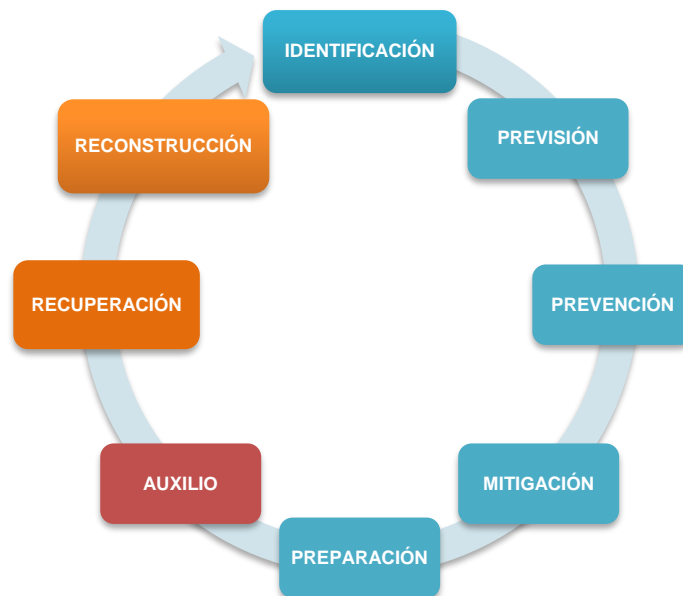 IDENTIFICACIÓN
PREVISIÓN
PREVENCIÓN
MITIGACIÓN
PREPARACIÓN
AUXILIO
RECUPERACIÓN
RECONSTRUCCIÓN